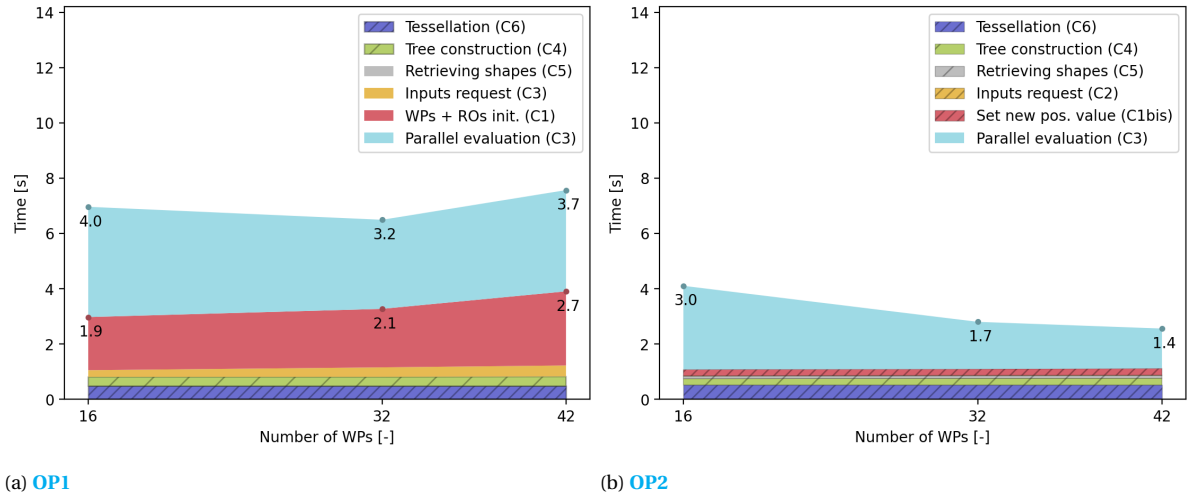 14
12
10
8
6
4
2
0
Time [s]
Tessellation (C6)
Tree construction (C4)
Retrieving shapes (C5)
Inputs request (C3)
WPs + ROs init. (C1)
Parallel evaluation (C3)
4.0
3.2
3.7
1.9
2.1
2.7
16
32
42
Number of WPs [-]
(a) OP1
14
12
10
8
6
4
2
0
Time [s]
Tessellation (C6)
Tree construction (C4)
Retrieving shapes (C5)
Inputs request (C2)
Set new pos. value (C1bis)
Parallel evaluation (C3)
3.0
1.7
1.4
16
32
42
Number of WPs [-]
(b) OP2